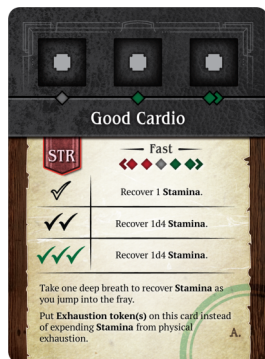 Good Cardio
STR
Fast
Recover 1 Stamina.
Recover 1d4 Stamina.
Recover 1d4 Stamina.
Take one deep breath to recover Stamina as
you jump into the fray.
Put Exhaustion token(s) on this card instead
of expending Stamina from physical
exhaustion.
A.